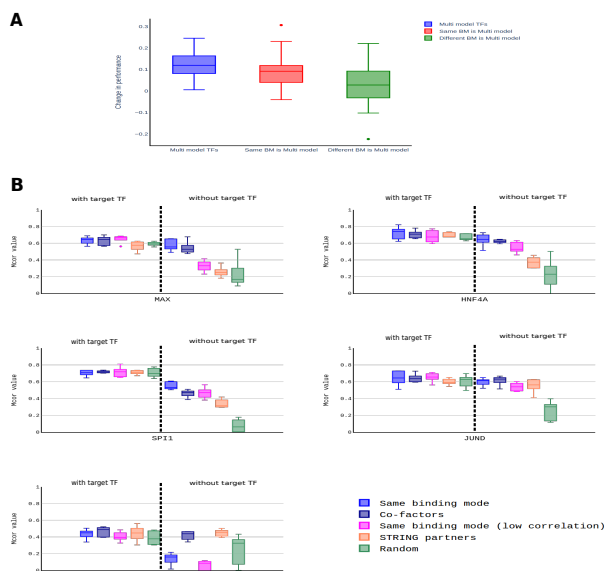 A
0.3
0.2
0.1
0
−0.1
−0.2
Change in performance
Multi model TFs
Same BM is Multi model
Different BM is Multi model
Multi model TFs
Same BM is Multi model
Different BM is Multi model
B
with target TF
without target TF
1
0.8
0.6
0.4
0.2
0
Mcor value
MAX
with target TF
without target TF
1
0.8
0.6
0.4
0.2
0
Mcor value
HNF4A
with target TF
without target TF
1
0.8
0.6
0.4
0.2
0
Mcor value
SPI1
with target TF
without target TF
1
0.8
0.6
0.4
0.2
0
Mcor value
JUND
with target TF
without target TF
1
0.8
0.6
0.4
0.2
0
Mcor value
Same binding mode
Co-factors
Same binding mode (low correlation)
STRING partners
Random